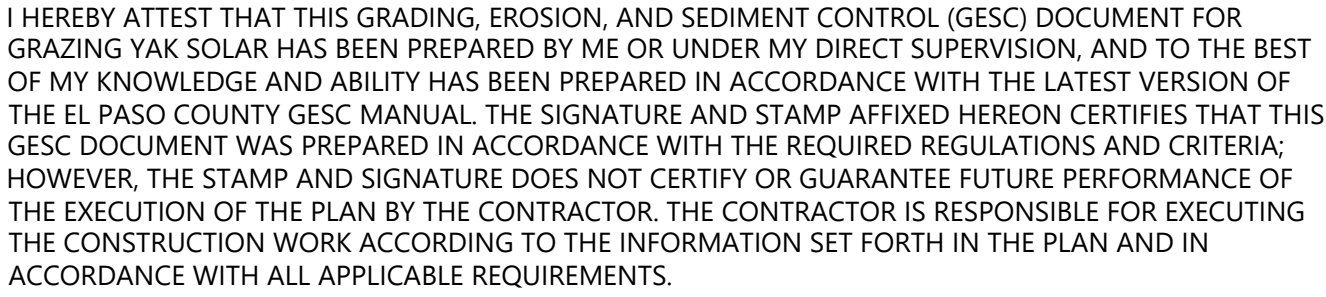 I HEREBY ATTEST THAT THIS GRADING, EROSION, AND SEDIMENT CONTROL (GESC) DOCUMENT FOR
GRAZING YAK SOLAR HAS BEEN PREPARED BY ME OR UNDER MY DIRECT SUPERVISION, AND TO THE BEST
OF MY KNOWLEDGE AND ABILITY HAS BEEN PREPARED IN ACCORDANCE WITH THE LATEST VERSION OF
THE EL PASO COUNTY GESC MANUAL. THE SIGNATURE AND STAMP AFFIXED HEREON CERTIFIES THAT THIS
GESC DOCUMENT WAS PREPARED IN ACCORDANCE WITH THE REQUIRED REGULATIONS AND CRITERIA;
HOWEVER, THE STAMP AND SIGNATURE DOES NOT CERTIFY OR GUARANTEE FUTURE PERFORMANCE OF
THE EXECUTION OF THE PLAN BY THE CONTRACTOR. THE CONTRACTOR IS RESPONSIBLE FOR EXECUTING
THE CONSTRUCTION WORK ACCORDING TO THE INFORMATION SET FORTH IN THE PLAN AND IN
ACCORDANCE WITH ALL APPLICABLE REQUIREMENTS.